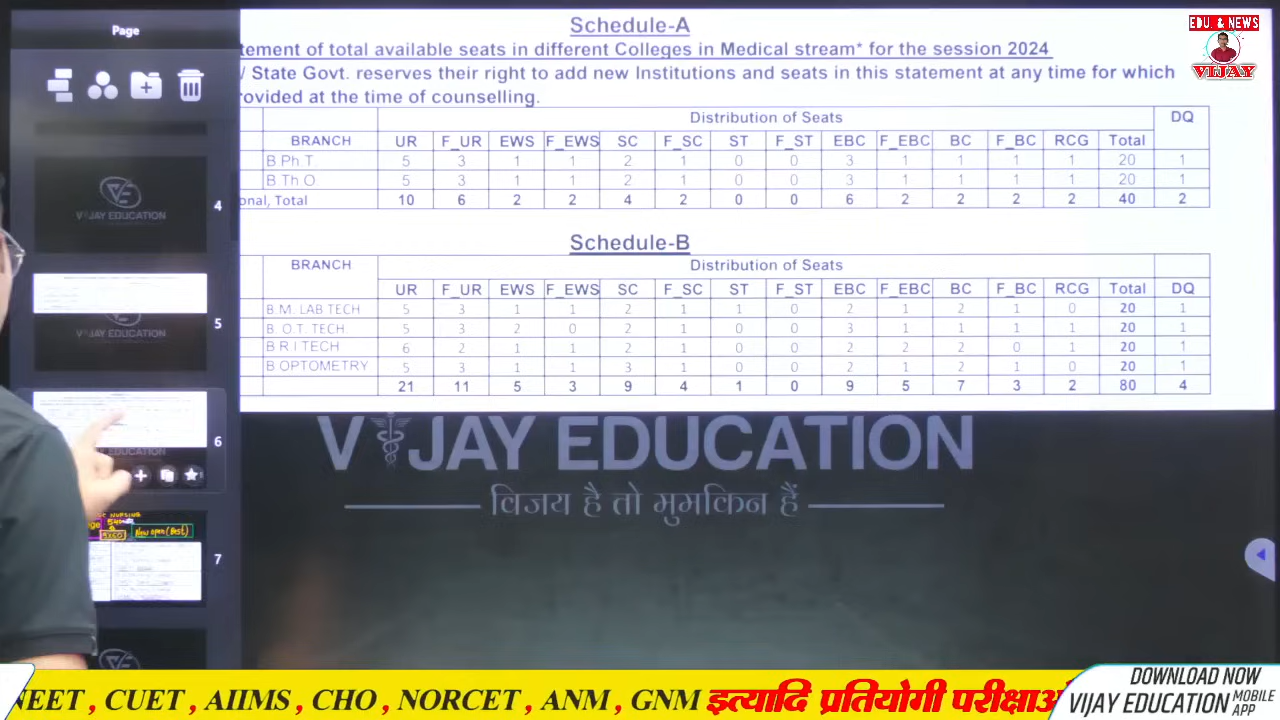 Page
Schedule-A
tement of total available seats in different Colleges in Medical stream* for the session 2024
/ State Govt. reserves their right to add new Institutions and seats in this statement at any time for which
rovided at the time of counselling.
Distribution of Seats DQ
BRANCH UR F_UR EWS F_EWS SC F_SC ST F_ST EBC F_EBC BC F_BC RCG Total
B Ph T 5 3 1 1 2 1 0 0 3 1 1 1 1 20 1
B Th O 5 3 1 1 2 1 0 0 3 1 1 1 1 20 1
onal, Total 10 6 2 2 4 2 0 0 6 2 2 2 2 40 2
Schedule-B
BRANCH Distribution of Seats
UR F_UR EWS F_EWS SC F_SC ST F_ST EBC F_EBC BC F_BC RCG Total DQ
B.M. LAB TECH 5 3 1 1 2 1 1 0 2 1 2 1 0 20 1
B. O.T. TECH 5 3 2 0 2 1 0 0 3 1 1 1 1 20 1
B R I TECH 6 2 1 1 2 1 0 0 2 2 2 0 1 20 1
B OPTOMETRY 5 3 1 1 3 1 0 0 2 1 2 1 0 20 1
21 11 5 3 9 4 1 0 9 5 7 3 2 80 4
VIJAY EDUCATION
विजय है तो मुमकिन हैं
4
VIJAY EDUCATION
5
VIJAY EDUCATION
6
EDUCATION
7
NURSING
New open (Best)
EDU. & NEWS
VIJAY
NEET , CUET , AIIMS , CHO , NORCET , ANM , GNM इत्यादि प्रतियोगी
DOWNLOAD NOW
VIJAY EDUCATION MOBILE APP